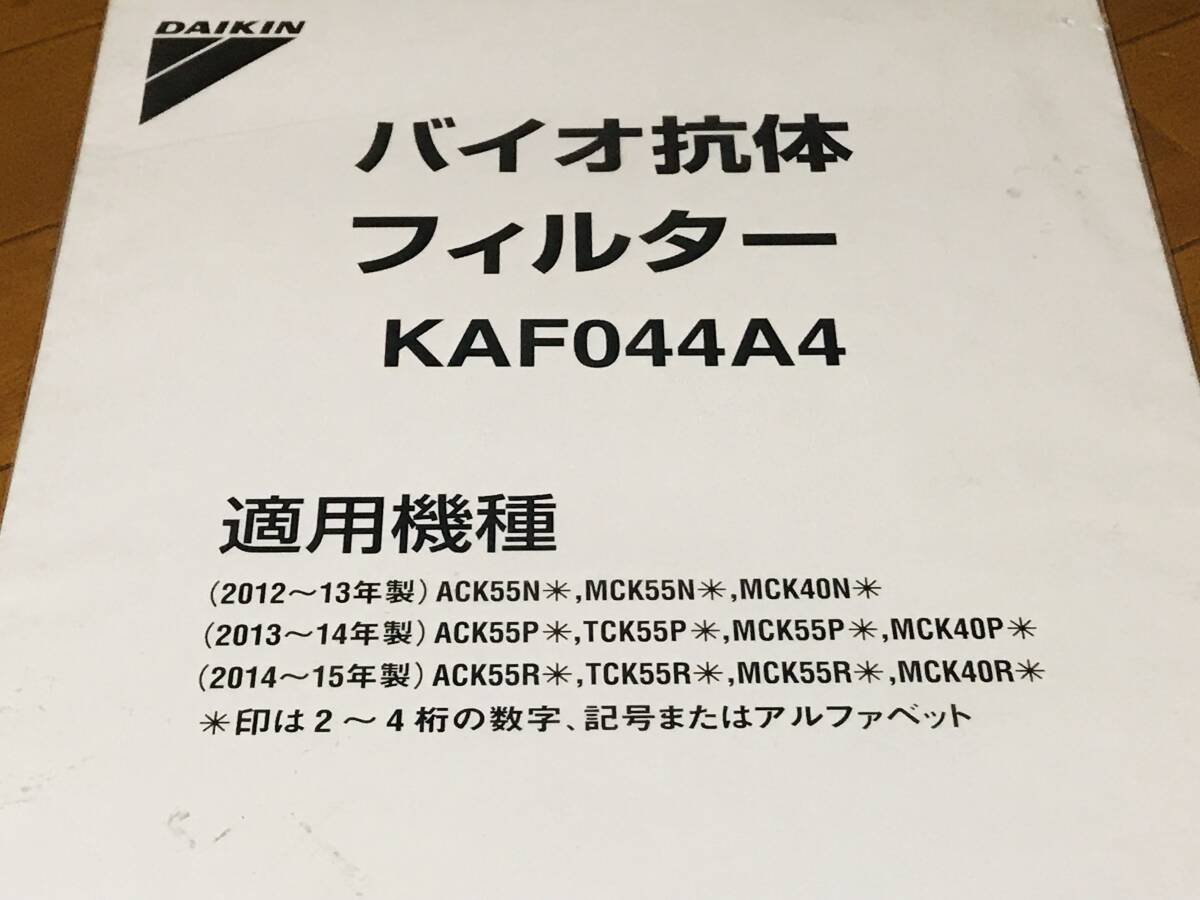 DAIKIN
バイオ抗体
フィルター
KAF044A4
適用機種
(2012〜13年製)ACK55N✳,MCK55N✳,MCK40N✳
(2013〜14年製)ACK55P✳,TCK55P✳,MCK55P✳,MCK40P✳
(2014〜15年製)ACK55R✳,TCK55R✳,MCK55R✳,MCK40R✳
✳印は2〜4桁の数字、記号またはアルファベット